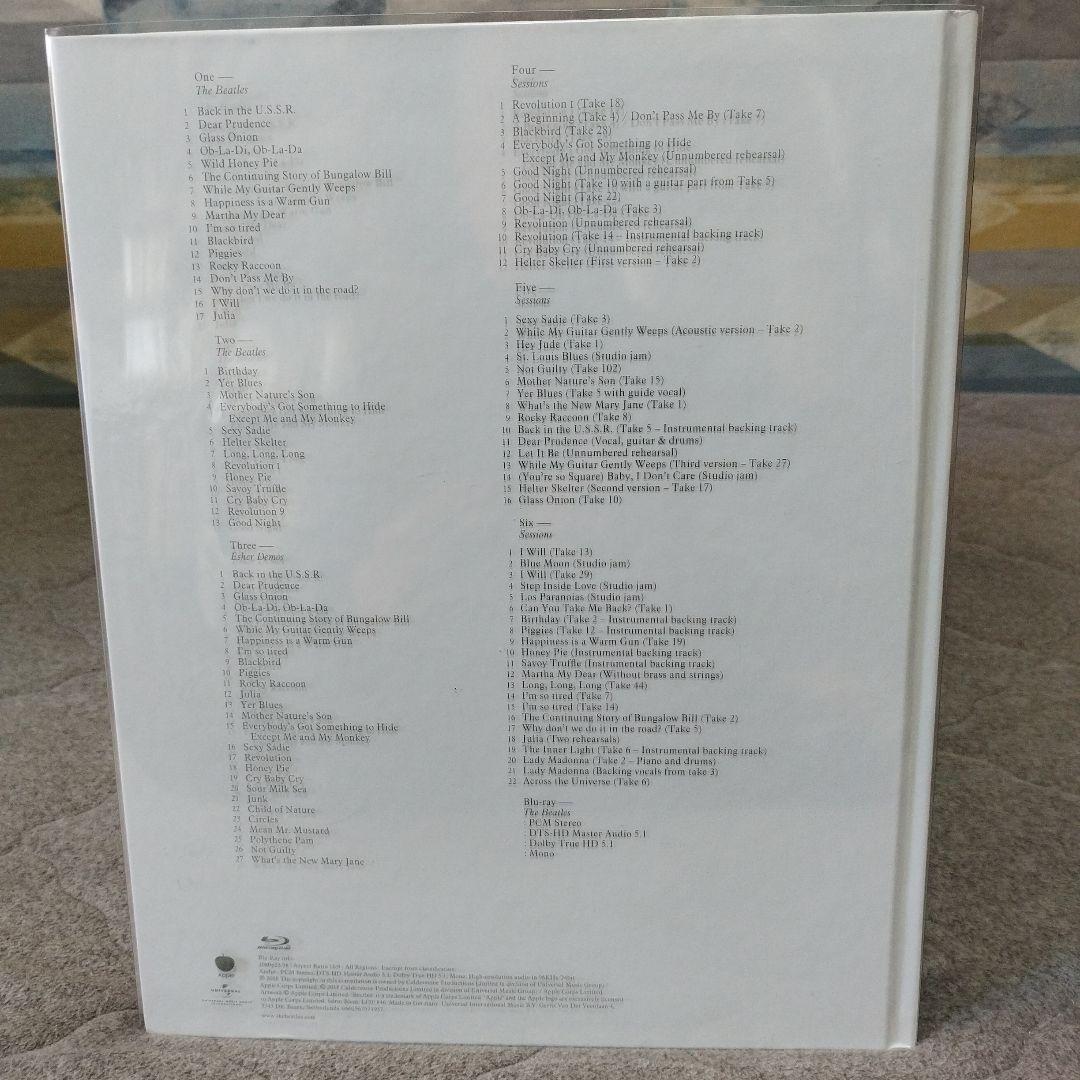 One —
The Beatles
1 Back in the U.S.S.R.
2 Dear Prudence
3 Glass Onion
4 Ob-La-Di, Ob-La-Da
5 Wild Honey Pie
6 The Continuing Story of Bungalow Bill
7 While My Guitar Gently Weeps
8 Happiness is a Warm Gun
9 Martha My Dear
10 I'm so tired
11 Blackbird
12 Piggies
13 Rocky Raccoon
14 Don't Pass Me By
15 Why don't we do it in the road?
16 I Will
17 Julia
Two —
The Beatles
1 Birthday
2 Yer Blues
3 Mother Nature's Son
4 Everybody's Got Something to Hide
Except Me and My Monkey
5 Sexy Sadie
6 Helter Skelter
7 Long, Long, Long
8 Revolution 1
9 Honey Pie
10 Savoy Truffle
11 Cry Baby Cry
12 Revolution 9
13 Good Night
Three —
Esher Demos
1 Back in the U.S.S.R.
2 Dear Prudence
3 Glass Onion
4 Ob-La-Di, Ob-La-Da
5 The Continuing Story of Bungalow Bill
6 While My Guitar Gently Weeps
7 Happiness is a Warm Gun
8 I'm so tired
9 Blackbird
10 Piggies
11 Rocky Raccoon
12 Julia
13 Yer Blues
14 Mother Nature's Son
15 Everybody's Got Something to Hide
Except Me and My Monkey
16 Sexy Sadie
17 Revolution
18 Honey Pie
19 Cry Baby Cry
20 Sour Milk Sea
21 Junk
22 Child of Nature
23 Circles
24 Mean Mr. Mustard
25 Polythene Pam
26 Not Guilty
27 What's the New Mary Jane
Four —
Sessions
1 Revolution 1 (Take 18)
2 A Beginning (Take 4) / Don't Pass Me By (Take 7)
3 Blackbird (Take 28)
4 Everybody's Got Something to Hide
Except Me and My Monkey (Unnumbered rehearsal)
5 Good Night (Unnumbered rehearsal)
6 Good Night (Take 10 with a guitar part from Take 5)
7 Good Night (Take 22)
8 Ob-La-Di, Ob-La-Da (Take 3)
9 Revolution (Unnumbered rehearsal)
10 Revolution (Take 14 – Instrumental backing track)
11 Cry Baby Cry (Unnumbered rehearsal)
12 Helter Skelter (First version – Take 2)
Five —
Sessions
1 Sexy Sadie (Take 3)
2 While My Guitar Gently Weeps (Acoustic version – Take 2)
3 Hey Jude (Take 1)
4 St. Louis Blues (Studio jam)
5 Not Guilty (Take 102)
6 Mother Nature's Son (Take 15)
7 Yer Blues (Take 5 with guide vocal)
8 What's the New Mary Jane (Take 1)
9 Rocky Raccoon (Take 8)
10 Back in the U.S.S.R. (Take 5 – Instrumental backing track)
11 Dear Prudence (Vocal, guitar & drums)
12 Let It Be (Unnumbered rehearsal)
13 While My Guitar Gently Weeps (Third version – Take 27)
14 (You're so Square) Baby, I Don't Care (Studio jam)
15 Helter Skelter (Second version – Take 17)
16 Glass Onion (Take 10)
Six —
Sessions
1 I Will (Take 13)
2 Blue Moon (Studio jam)
3 I Will (Take 29)
4 Step Inside Love (Studio jam)
5 Los Paranoias (Studio jam)
6 Can You Take Me Back? (Take 1)
7 Birthday (Take 2 – Instrumental backing track)
8 Piggies (Take 12 – Instrumental backing track)
9 Happiness is a Warm Gun (Take 19)
10 Honey Pie (Instrumental backing track)
11 Savoy Truffle (Instrumental backing track)
12 Martha My Dear (Without brass and strings)
13 Long, Long, Long (Take 44)
14 I'm so tired (Take 7)
15 I'm so tired (Take 14)
16 The Continuing Story of Bungalow Bill (Take 2)
17 Why don't we do it in the road? (Take 5)
18 Julia (Two rehearsals)
19 The Inner Light (Take 6 – Instrumental backing track)
20 Lady Madonna (Take 2 – Piano and drums)
21 Lady Madonna (Backing vocals from take 3)
22 Across the Universe (Take 6)
Blu-ray —
The Beatles
: PCM Stereo
: DTS-HD Master Audio 5.1
: Dolby True HD 5.1
: Mono
Apple
Blu-Ray info:
www.thebeatles.com